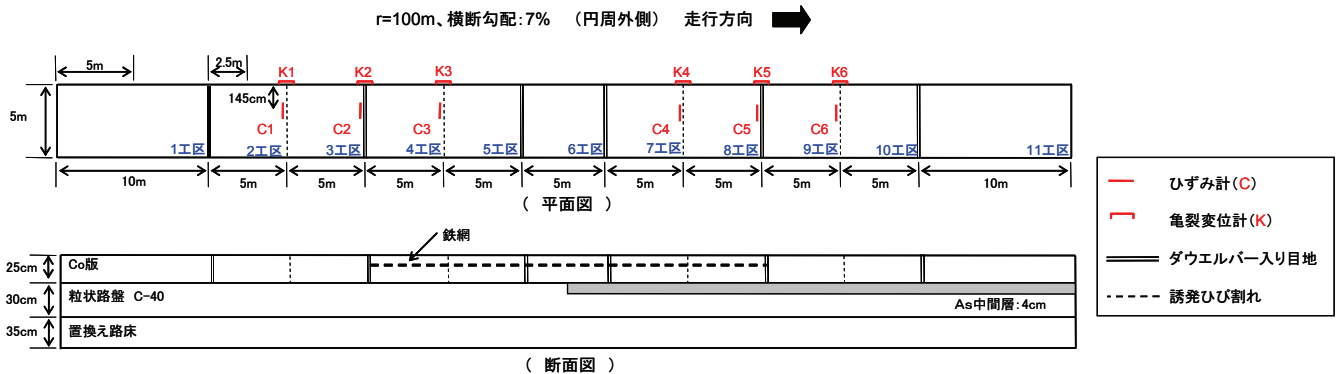 r=100m、横断勾配:7% （円周外側） 走行方向
5m
2.5m
K1
K2
K3
K4
K5
K6
5m
145cm
C1
C2
C3
C4
C5
C6
1工区
2工区
3工区
4工区
5工区
6工区
7工区
8工区
9工区
10工区
11工区
10m
5m
5m
5m
5m
5m
5m
5m
5m
10m
（ 平面図 ）
ひずみ計(C)
亀裂変位計(K)
ダウエルバー入り目地
誘発ひび割れ
鉄網
25cm
Co版
30cm
粒状路盤 C-40
As中間層:4cm
35cm
置換え路床
（ 断面図 ）